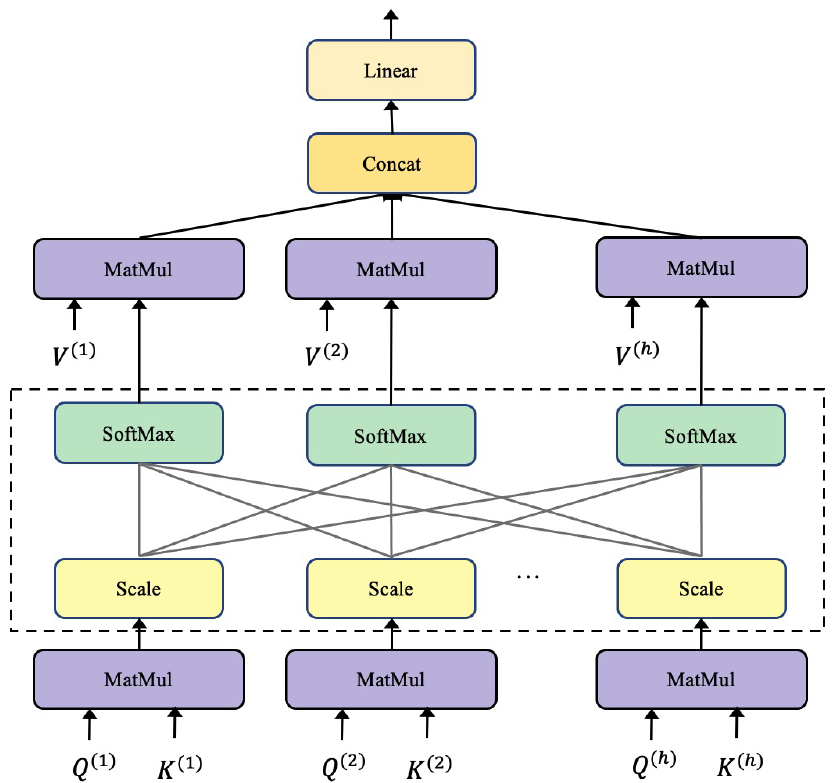 Linear
Concat
MatMul MatMul MatMul
V^{(1)} V^{(2)} V^{(h)}
SoftMax SoftMax SoftMax
Scale Scale ... Scale
MatMul MatMul MatMul
Q^{(1)} K^{(1)} Q^{(2)} K^{(2)} Q^{(h)} K^{(h)}